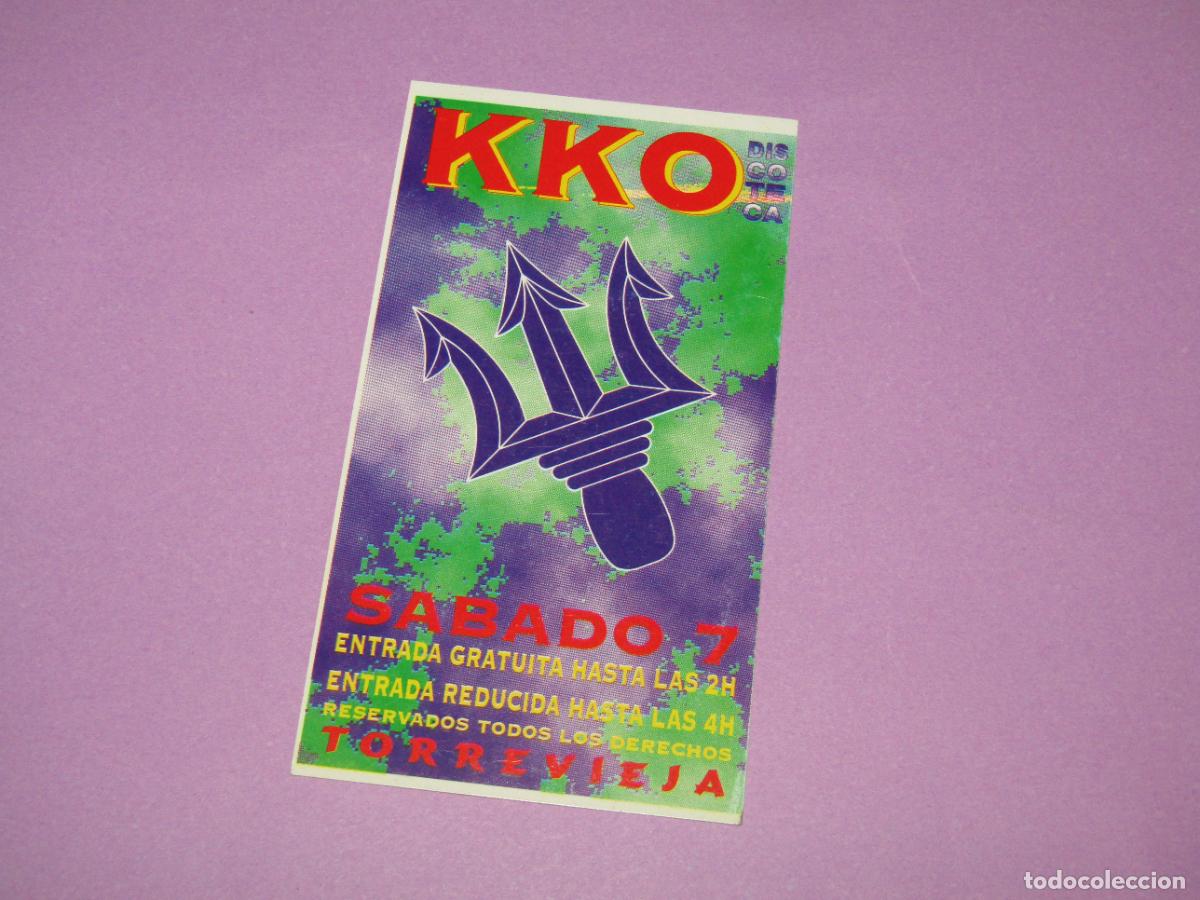 KKO
DIS
CO
TE
CA
SABADO 7
ENTRADA GRATUITA HASTA LAS 2H
ENTRADA REDUCIDA HASTA LAS 4H
RESERVADOS TODOS LOS DERECHOS
TORREVIEJA
todocoleccion